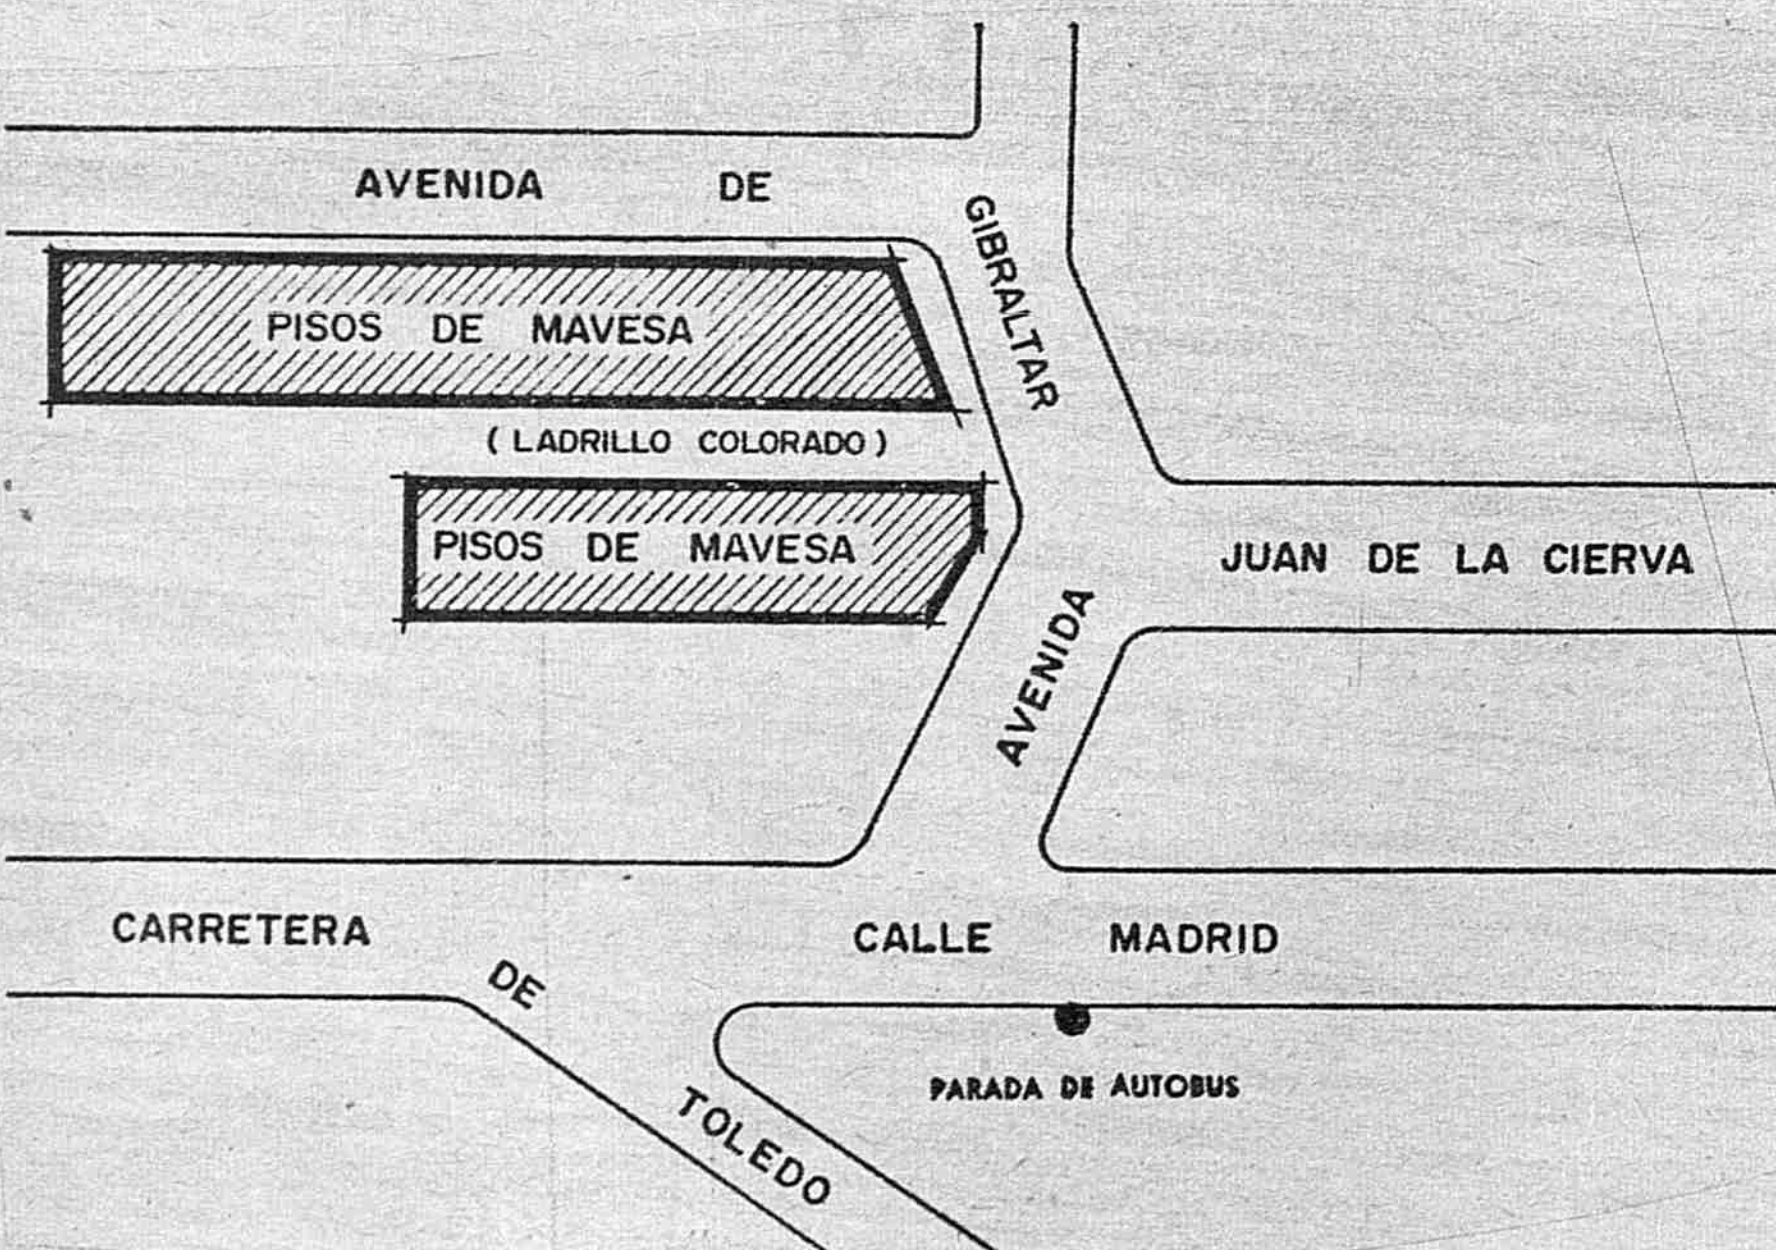 AVENIDA DE
GIBRALTAR
PISOS DE MAVESA
( LADRILLO COLORADO )
PISOS DE MAVESA
JUAN DE LA CIERVA
AVENIDA
CARRETERA
DE
TOLEDO
CALLE MADRID
PARADA DE AUTOBUS